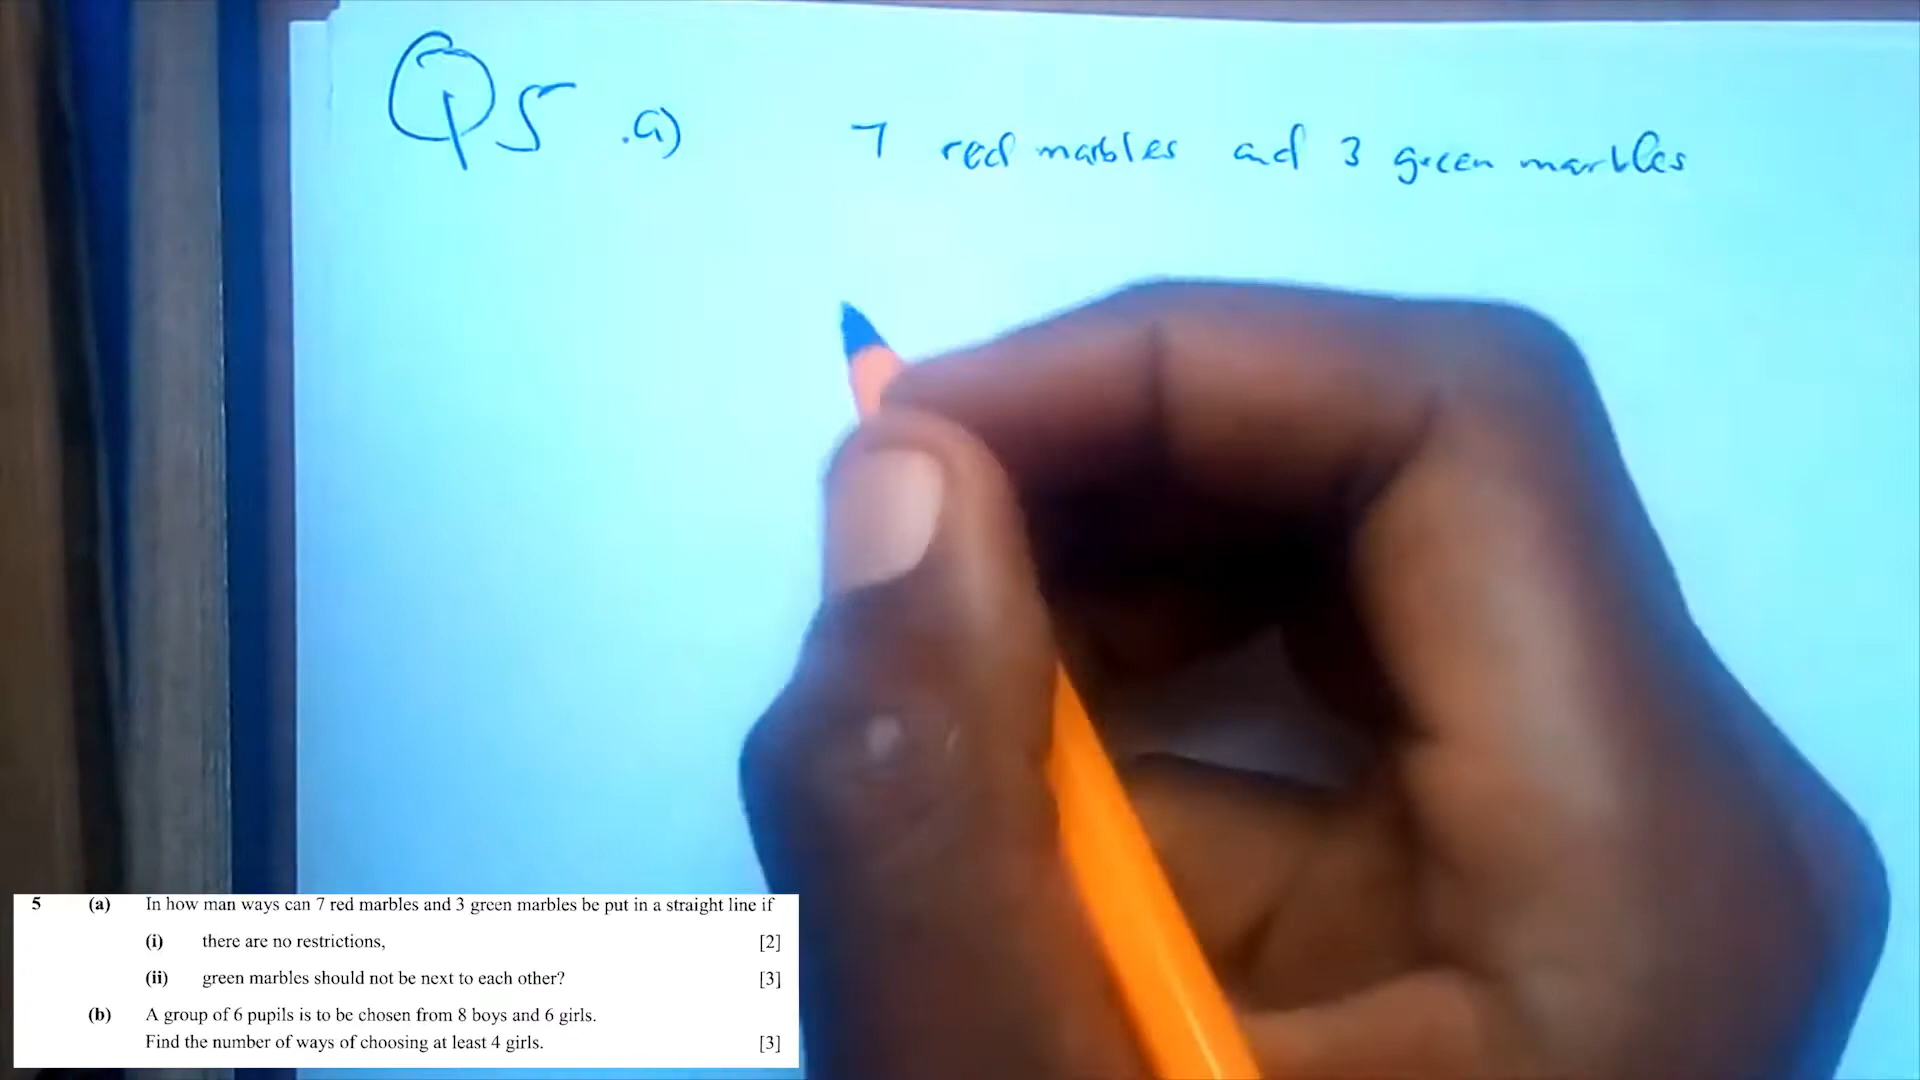 Q5 .a) 7 red marbles and 3 green marbles
5 (a) In how man ways can 7 red marbles and 3 green marbles be put in a straight line if
(i) there are no restrictions, [2]
(ii) green marbles should not be next to each other? [3]
(b) A group of 6 pupils is to be chosen from 8 boys and 6 girls.
Find the number of ways of choosing at least 4 girls. [3]